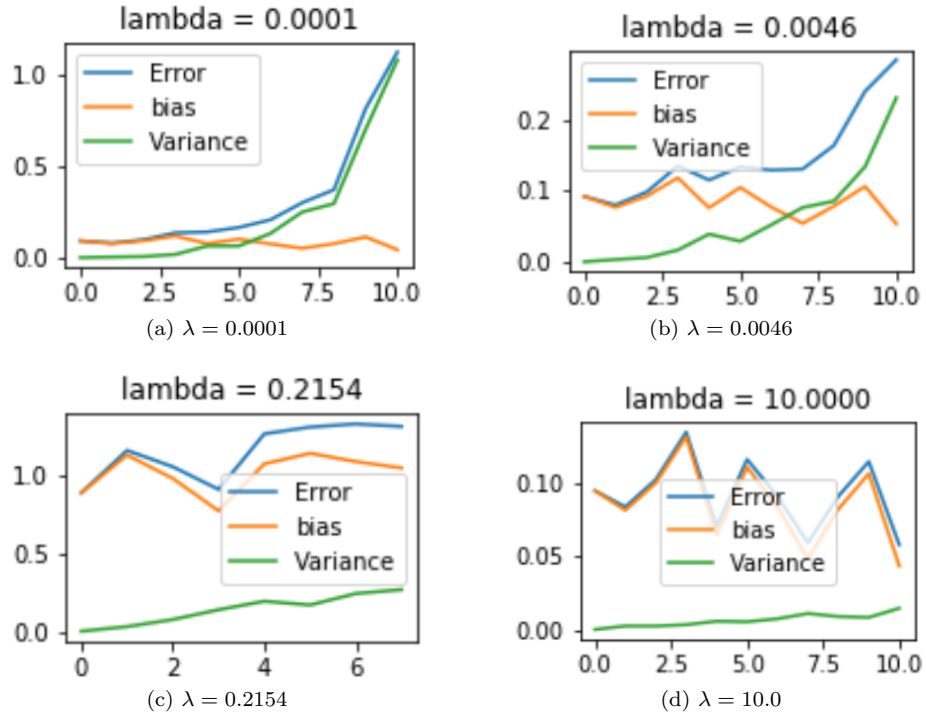 lambda = 0.0001
1.0
0.5
0.0
Error
bias
Variance
0.0 2.5 5.0 7.5 10.0
(a) λ = 0.0001
lambda = 0.0046
0.2
0.1
0.0
Error
bias
Variance
0.0 2.5 5.0 7.5 10.0
(b) λ = 0.0046
lambda = 0.2154
1.0
0.5
0.0
Error
bias
Variance
0 2 4 6
(c) λ = 0.2154
lambda = 10.0000
0.10
0.05
0.00
Error
bias
Variance
0.0 2.5 5.0 7.5 10.0
(d) λ = 10.0